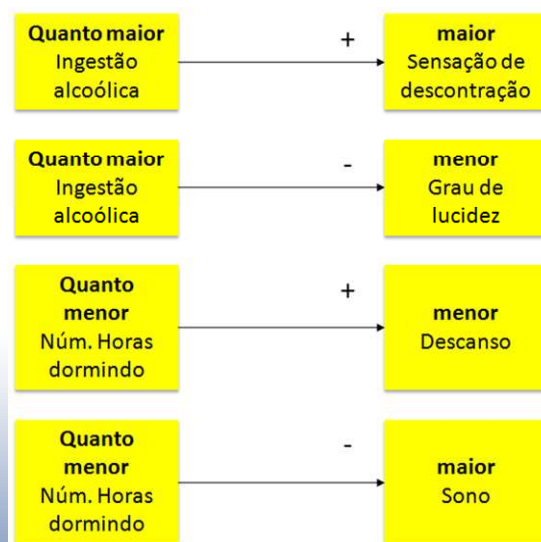 Quanto maior
Ingestão
alcoólica
+
maior
Sensação de
descontração
Quanto maior
Ingestão
alcoólica
-
menor
Grau de
lucidez
Quanto
menor
Núm. Horas
dormindo
+
menor
Descanso
Quanto
menor
Núm. Horas
dormindo
-
maior
Sono